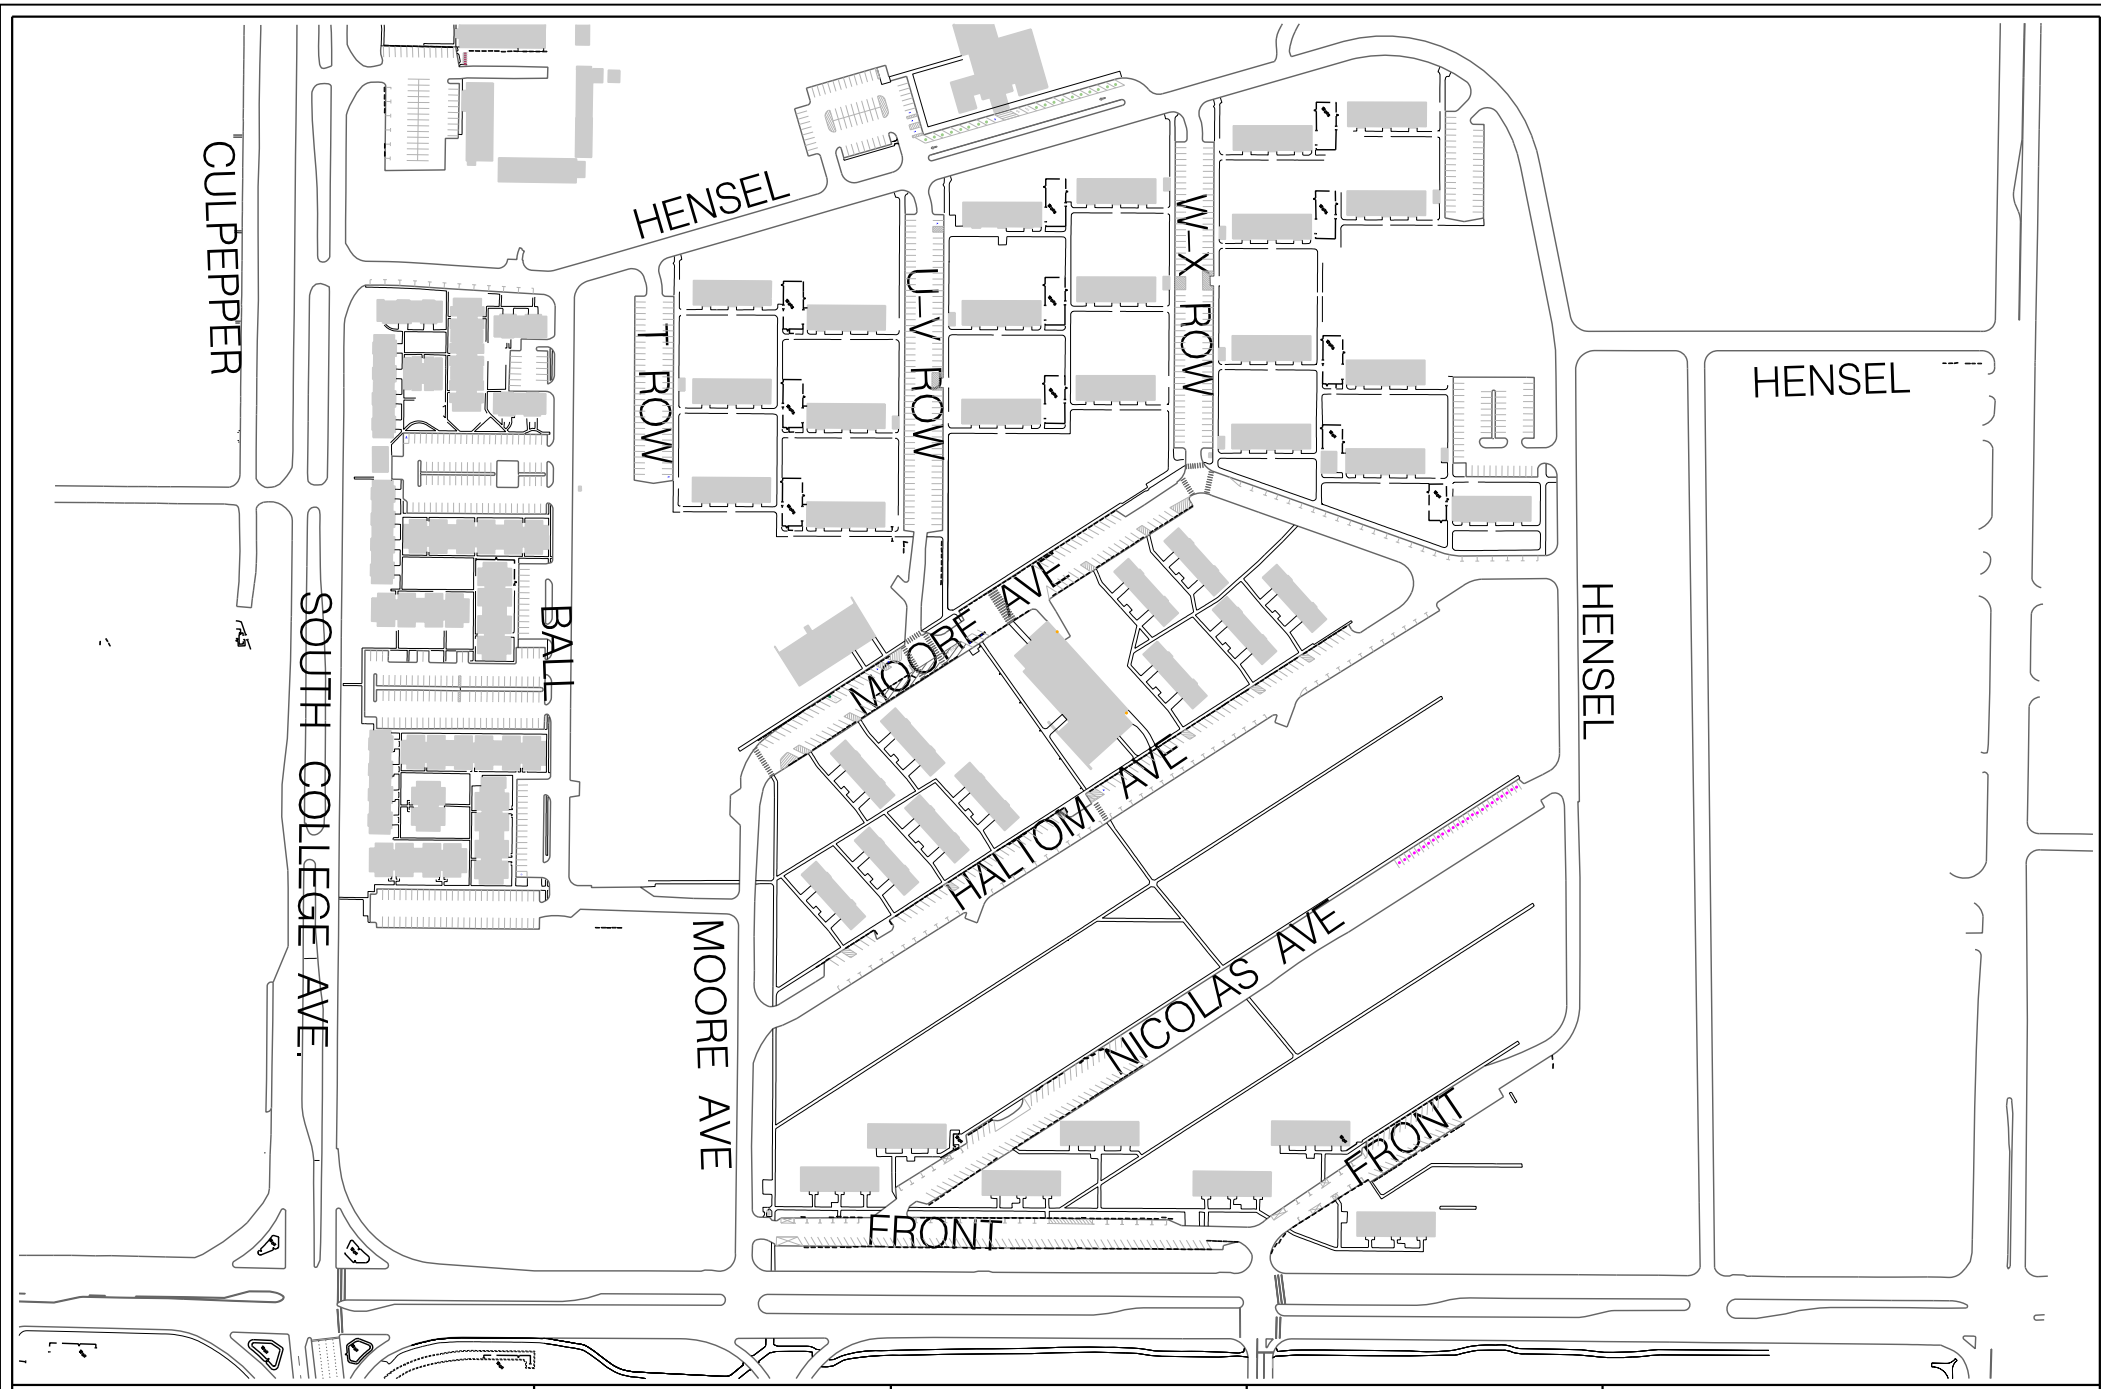 CULPEPPER
HENSEL
W-X ROW
U-V ROW
T ROW
HENSEL
SOUTH COLLEGE AVE.
BALL
MOORE AVE
HENSEL
HALTOM AVE
MOORE AVE
NICOLAS AVE
FRONT
FRONT